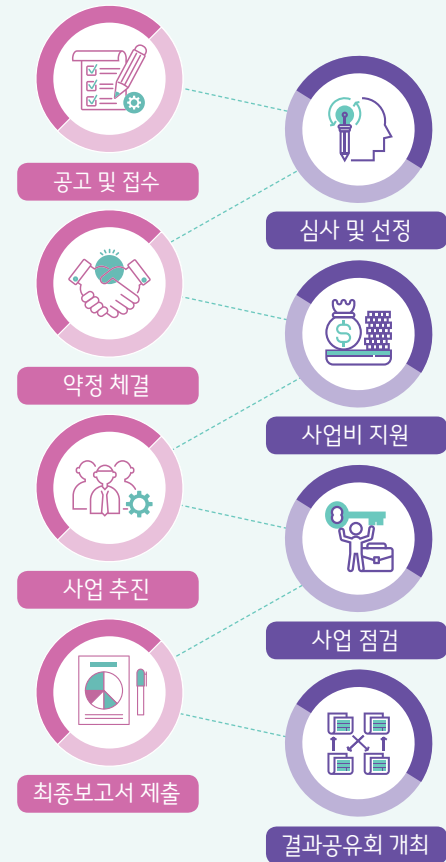 공고 및 접수
심사 및 선정
약정 체결
사업비 지원
사업 추진
사업 점검
최종보고서 제출
결과공유회 개최